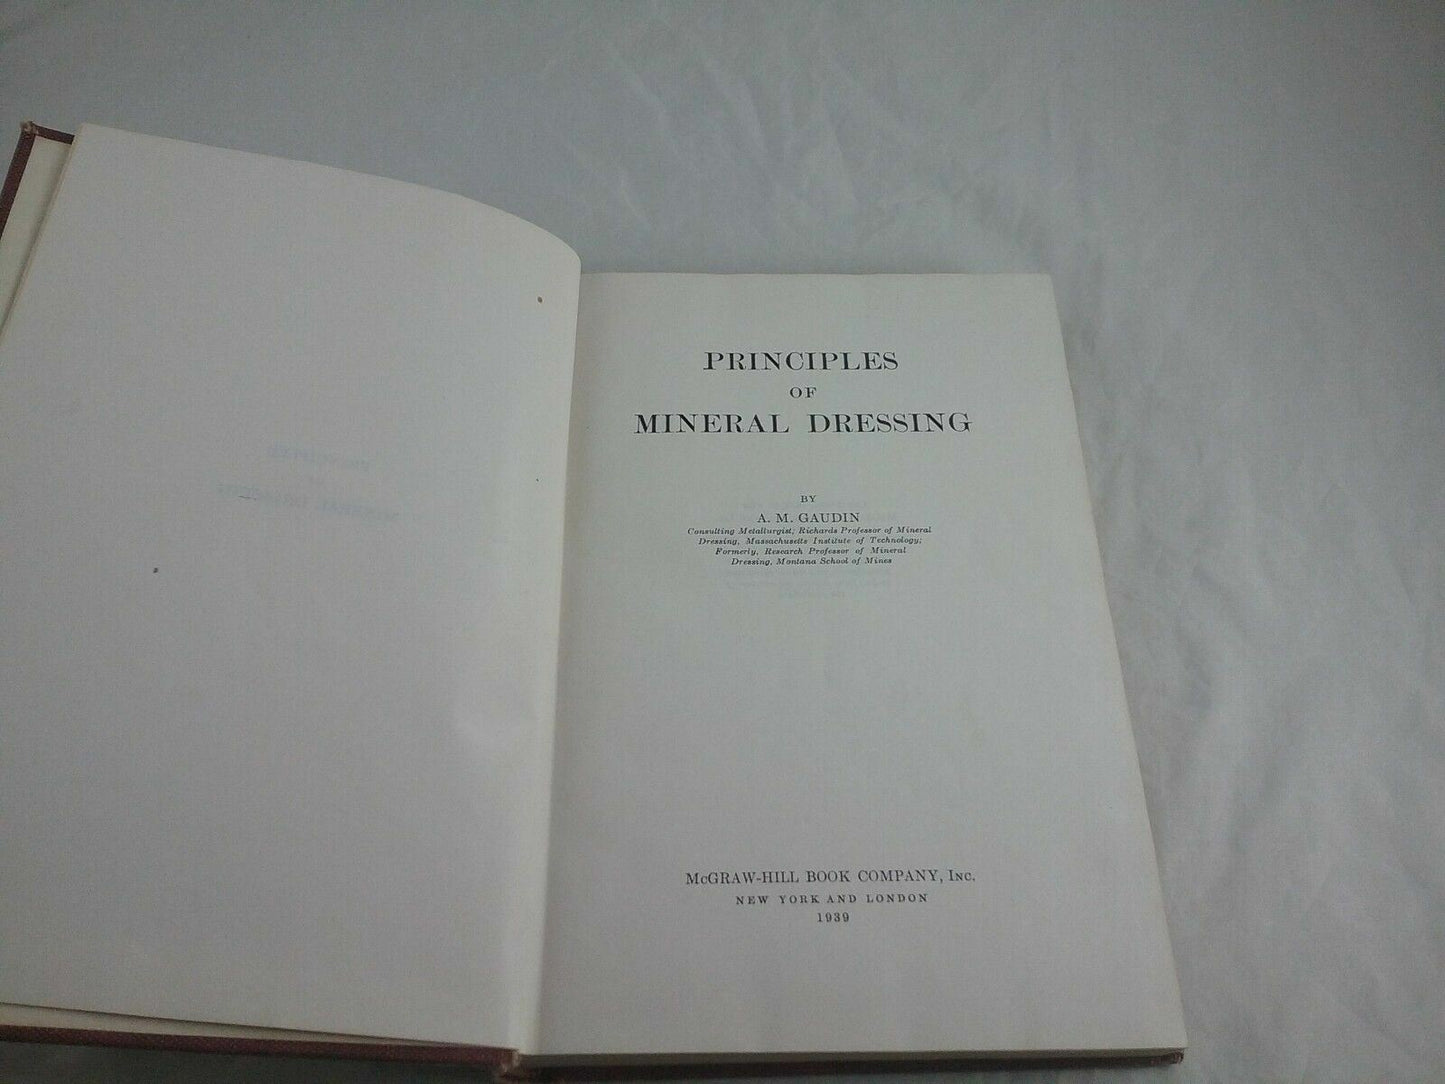 PRINCIPLES
OF
MINERAL DRESSING
BY
A. M. GAUDIN
Consulting Metallurgist; Richards Professor of Mineral
Dressing, Massachusetts Institute of Technology;
Formerly, Research Professor of Mineral
Dressing, Montana School of Mines
McGRAW-HILL BOOK COMPANY, Inc.
NEW YORK AND LONDON
1939